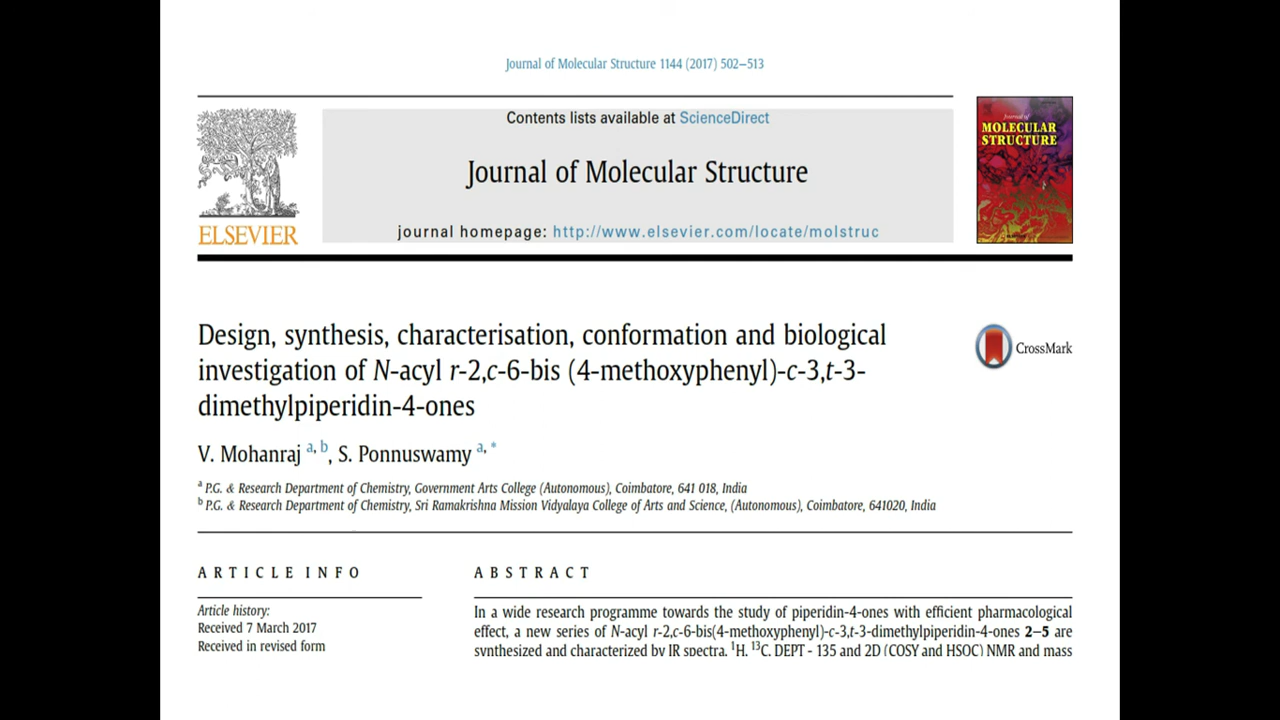 Journal of Molecular Structure 1144 (2017) 502–513
Contents lists available at ScienceDirect
Journal of Molecular Structure
journal homepage: http://www.elsevier.com/locate/molstruc
ELSEVIER
Journal of
MOLECULAR
STRUCTURE
Design, synthesis, characterisation, conformation and biological
investigation of N-acyl r-2,c-6-bis (4-methoxyphenyl)-c-3,t-3-
dimethylpiperidin-4-ones
CrossMark
V. Mohanraj a, b, S. Ponnuswamy a, *
a P.G. & Research Department of Chemistry, Government Arts College (Autonomous), Coimbatore, 641 018, India
b P.G. & Research Department of Chemistry, Sri Ramakrishna Mission Vidyalaya College of Arts and Science, (Autonomous), Coimbatore, 641020, India
ARTICLE INFO
Article history:
Received 7 March 2017
Received in revised form
ABSTRACT
In a wide research programme towards the study of piperidin-4-ones with efficient pharmacological
effect, a new series of N-acyl r-2,c-6-bis(4-methoxyphenyl)-c-3,t-3-dimethylpiperidin-4-ones 2–5 are
synthesized and characterized by IR spectra, 1H, 13C, DEPT - 135 and 2D (COSY and HSQC) NMR and mass